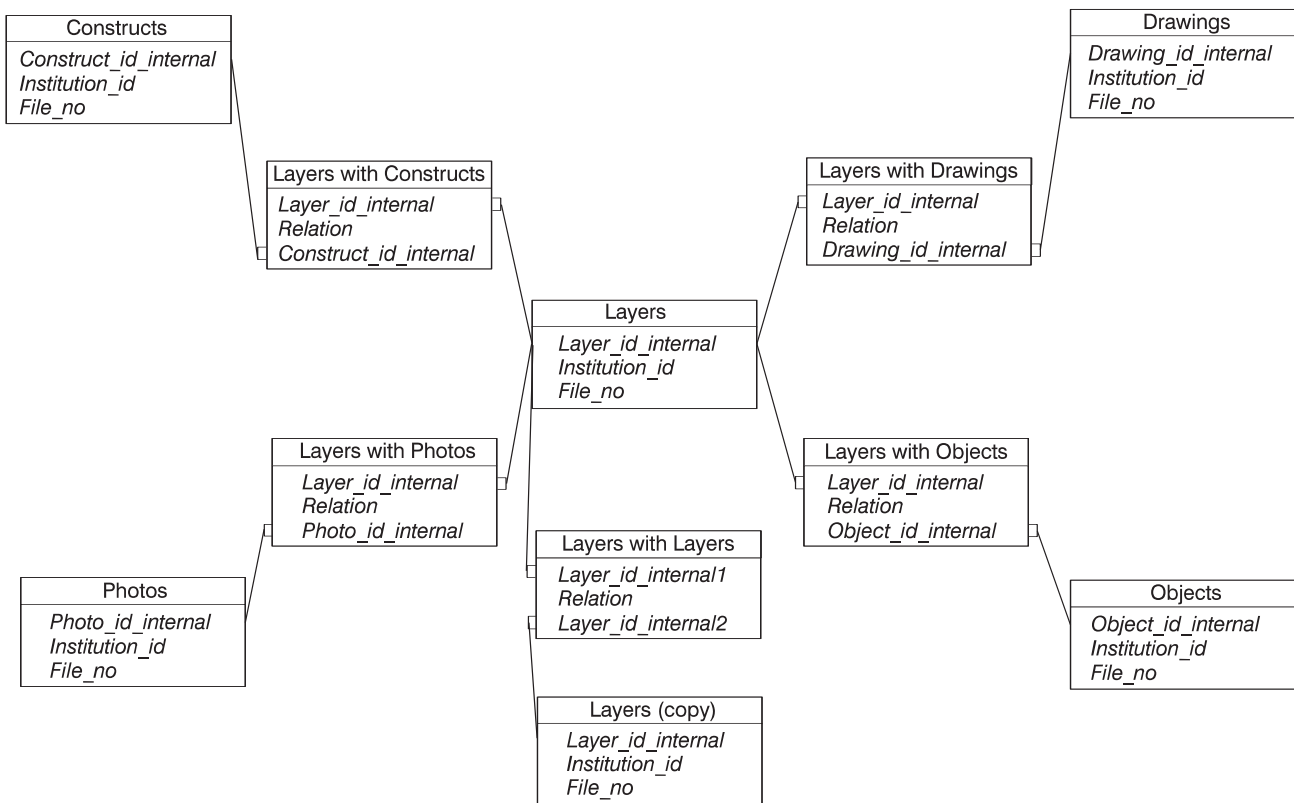 Constructs
Construct_id_internal
Institution_id
File_no
Drawings
Drawing_id_internal
Institution_id
File_no
Layers with Constructs
Layer_id_internal
Relation
Construct_id_internal
Layers with Drawings
Layer_id_internal
Relation
Drawing_id_internal
Layers
Layer_id_internal
Institution_id
File_no
Layers with Photos
Layer_id_internal
Relation
Photo_id_internal
Layers with Objects
Layer_id_internal
Relation
Object_id_internal
Layers with Layers
Layer_id_internal1
Relation
Layer_id_internal2
Photos
Photo_id_internal
Institution_id
File_no
Objects
Object_id_internal
Institution_id
File_no
Layers (copy)
Layer_id_internal
Institution_id
File_no